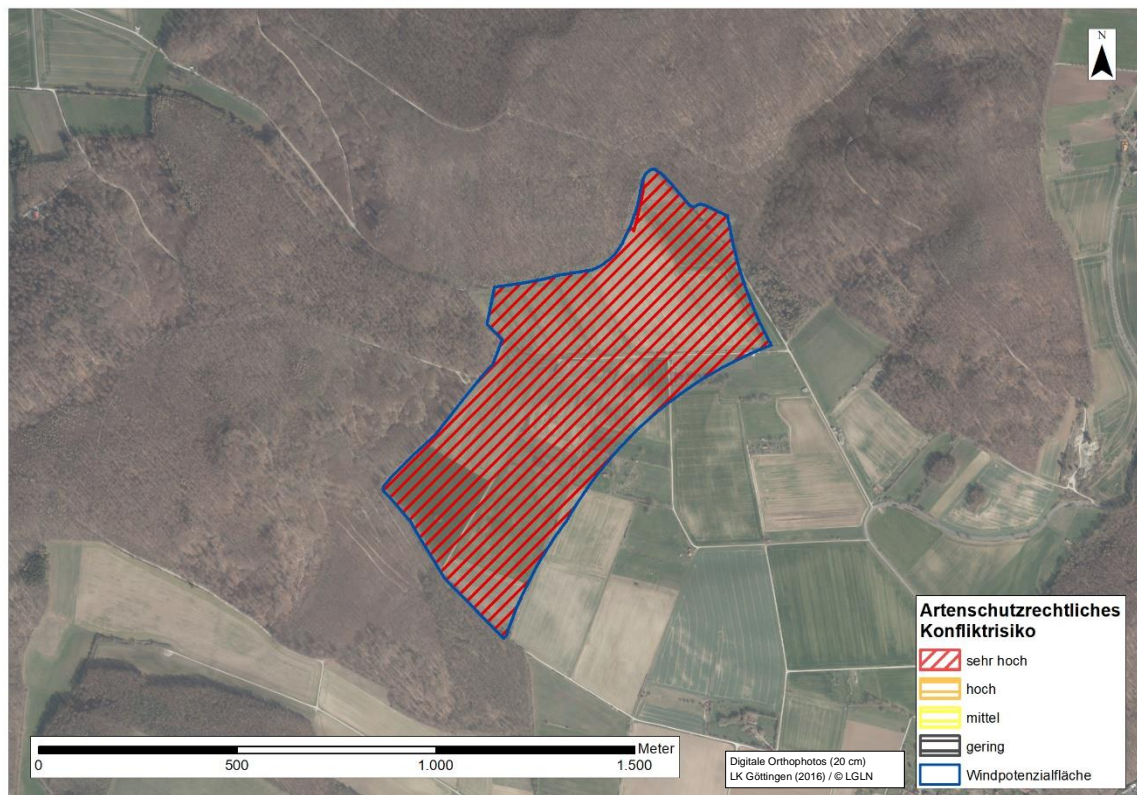 N
Artenschutzrechtliches
Konfliktrisiko
sehr hoch
hoch
mittel
gering
Windpotenzialfläche
Meter
0 500 1.000 1.500
Digitale Orthophotos (20 cm)
LK Göttingen (2016) / © LGLN